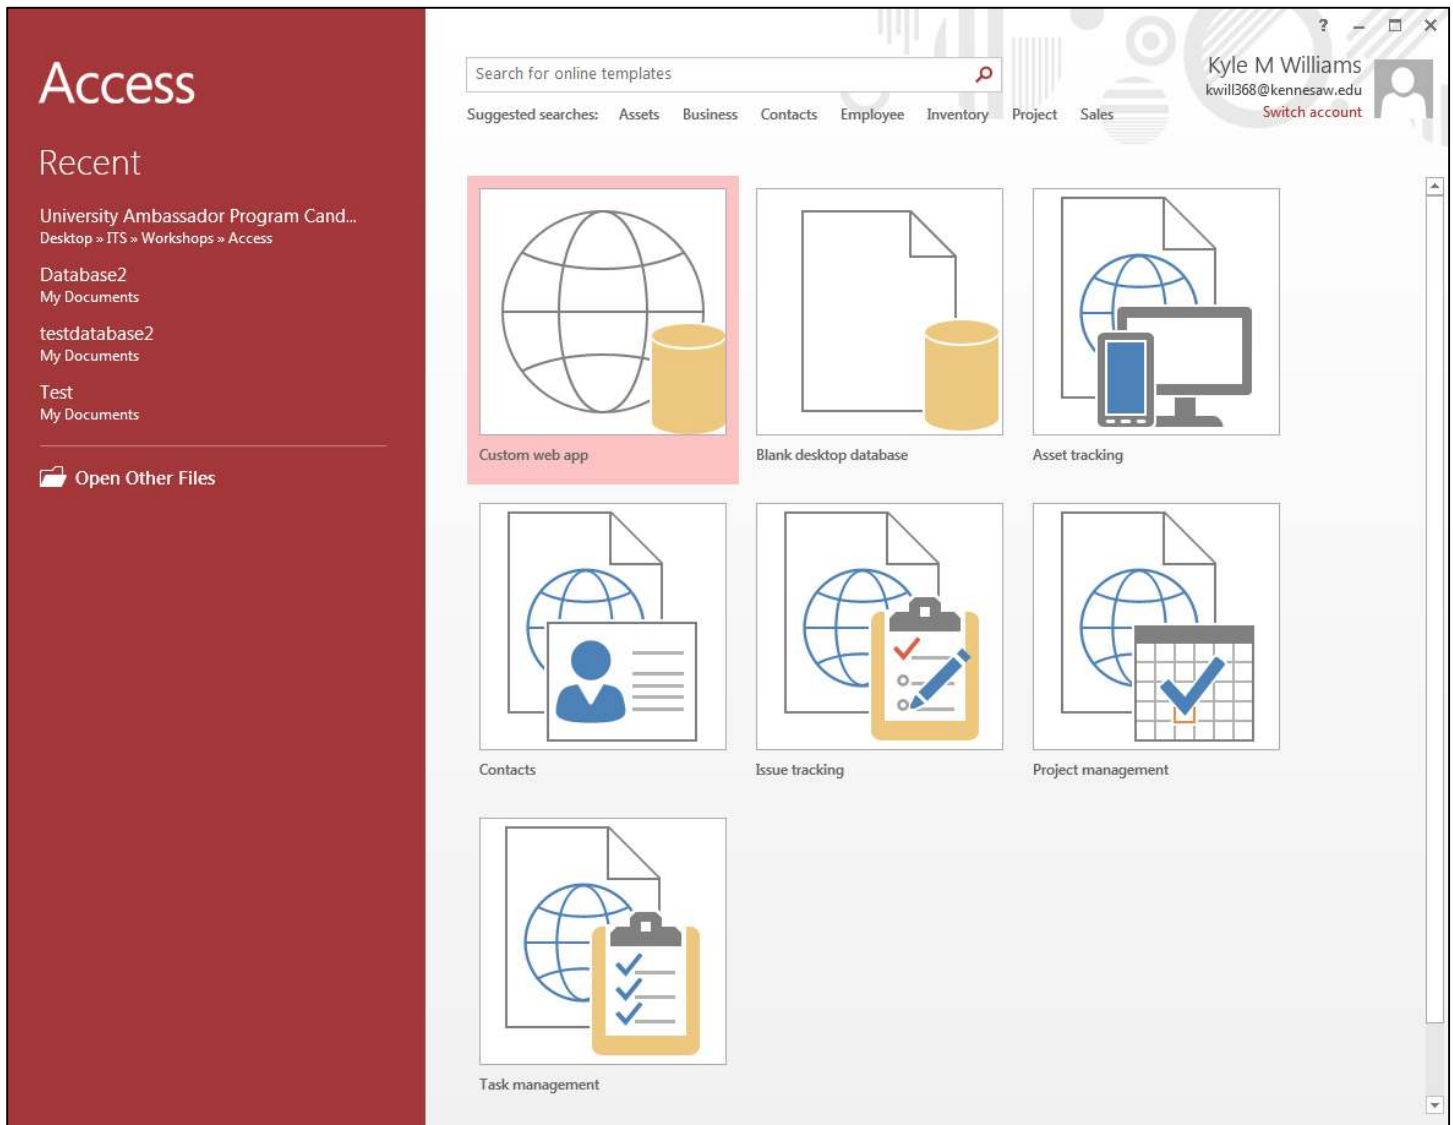 Access
Recent
University Ambassador Program Cand...
Desktop » ITS » Workshops » Access
Database2
My Documents
testdatabase2
My Documents
Test
My Documents
Open Other Files
?
Search for online templates
Suggested searches: Assets Business Contacts Employee Inventory Project Sales
Kyle M Williams
kwill368@kennesaw.edu
Switch account
Custom web app
Blank desktop database
Asset tracking
Contacts
Issue tracking
Project management
Task management